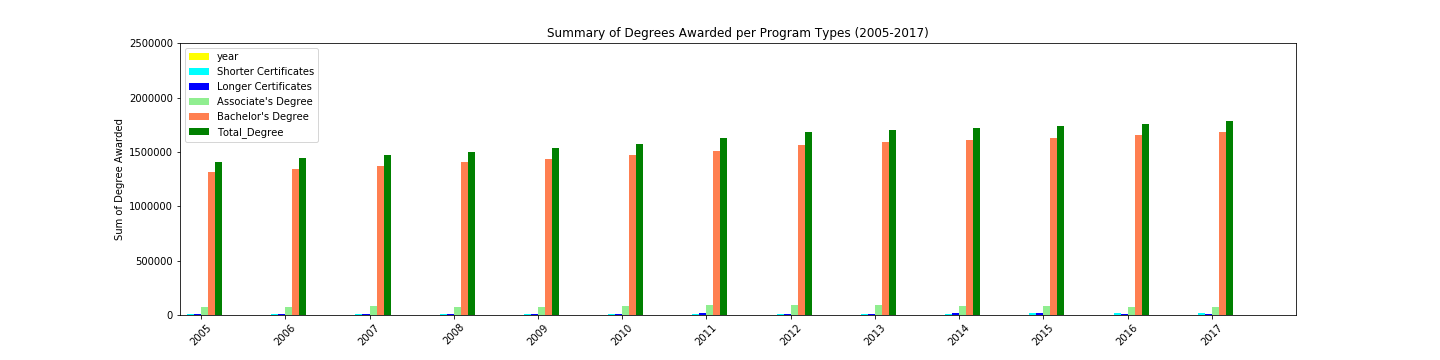 Summary of Degrees Awarded per Program Types (2005-2017)
2500000
2000000
1500000
1000000
500000
0
Sum of Degree Awarded
year
Shorter Certificates
Longer Certificates
Associate's Degree
Bachelor's Degree
Total_Degree
2005
2006
2007
2008
2009
2010
2011
2012
2013
2014
2015
2016
2017